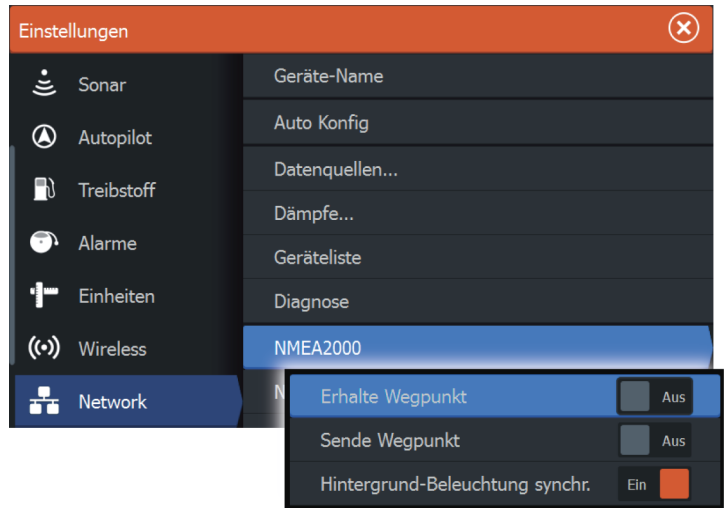 Einstellungen
Sonar
Autopilot
Treibstoff
Alarme
Einheiten
Wireless
Network
Geräte-Name
Auto Konfig
Datenquellen...
Dämpfe...
Geräteliste
Diagnose
NMEA2000
N
Erhalte Wegpunkt Aus
Sende Wegpunkt Aus
Hintergrund-Beleuchtung synchr. Ein